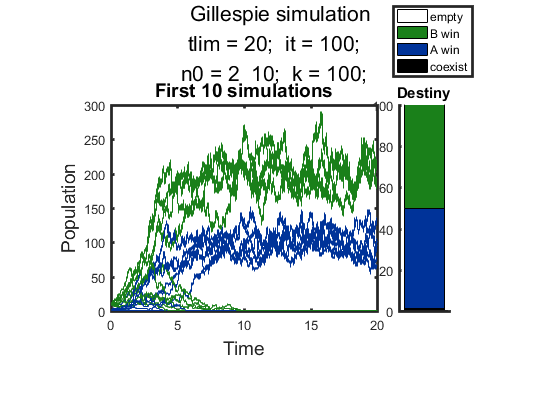 Gillespie simulation
tlim = 20;  it = 100;
n0 = 2  10;  k = 100;
empty
B win
A win
coexist
First 10 simulations
Destiny
Population
300
250
200
150
100
50
0
0
5
10
15
20
Time
100
80
60
40
20
0